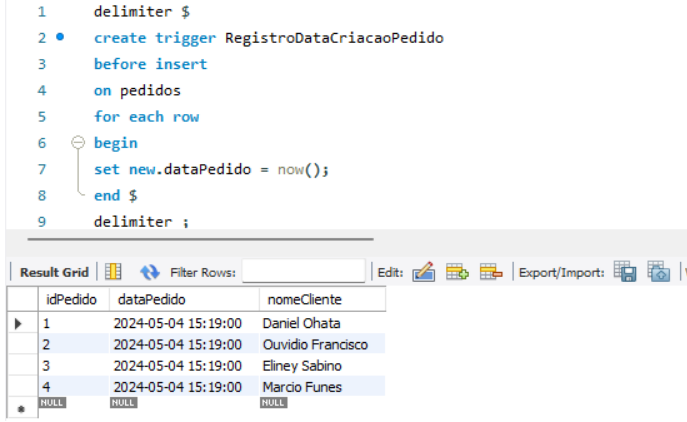 1 delimiter $
2 create trigger RegistroDataCriacaoPedido
3 before insert
4 on pedidos
5 for each row
6 begin
7 set new.dataPedido = now();
8 end $
9 delimiter ;
Result Grid Filter Rows: Edit: Export/Import:
idPedido dataPedido nomeCliente
1 2024-05-04 15:19:00 Daniel Ohata
2 2024-05-04 15:19:00 Ouvidio Francisco
3 2024-05-04 15:19:00 Eliney Sabino
4 2024-05-04 15:19:00 Marcio Funes
NULL NULL NULL